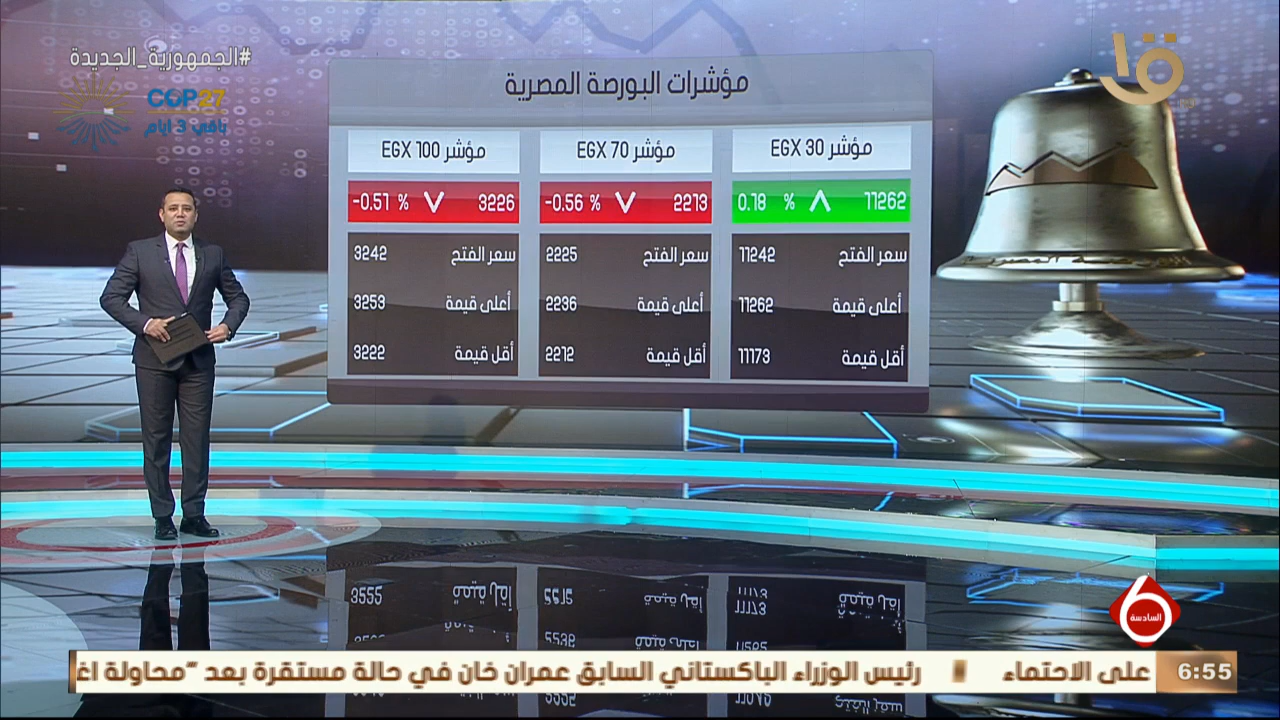 #الجمهورية_الجديدة
COP27
باقي 3 ايام
مؤشرات البورصة المصرية
مؤشر EGX 30
11262 0.18 %
سعر الفتح 11242
أعلى قيمة 11262
أقل قيمة 11173
مؤشر EGX 70
2213 -0.56 %
سعر الفتح 2225
أعلى قيمة 2236
أقل قيمة 2212
مؤشر EGX 100
3226 -0.51 %
سعر الفتح 3242
أعلى قيمة 3253
أقل قيمة 3222
6 السادسة
6:55
على الاحتماء
رئيس الوزراء الباكستاني السابق عمران خان في حالة مستقرة بعد "محاولة اغ